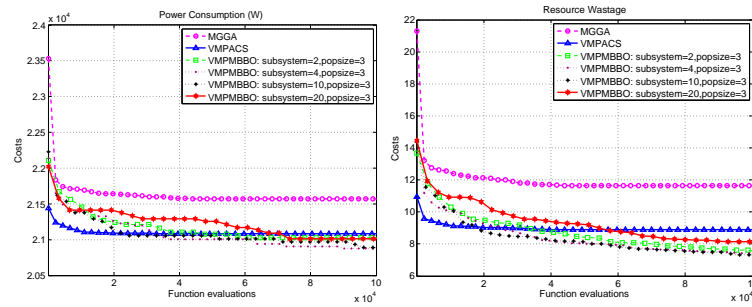 Power Consumption (W)
x 10^4
2.4
2.35
2.3
2.25
2.2
2.15
2.1
2.05
0
2
4
6
8
10
Costs
Function evaluations
x 10^4
MGGA
VMPACS
VMPMBBO: subsystem=2,popsize=3
VMPMBBO: subsystem=4,popsize=3
VMPMBBO: subsystem=10,popsize=3
VMPMBBO: subsystem=20,popsize=3
Resource Wastage
22
20
18
16
14
12
10
8
6
2
4
6
8
10
Costs
Function evaluations
x 10^4
MGGA
VMPACS
VMPMBBO: subsystem=2,popsize=3
VMPMBBO: subsystem=4,popsize=3
VMPMBBO: subsystem=10,popsize=3
VMPMBBO: subsystem=20,popsize=3